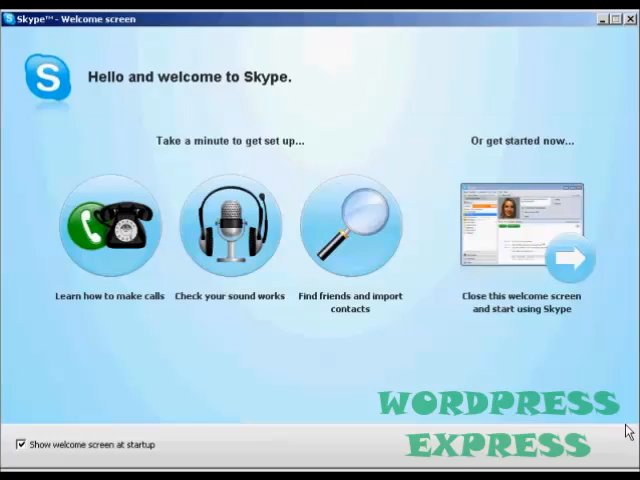 Skype™ - Welcome screen
S
Hello and welcome to Skype.
Take a minute to get set up...
Or get started now...
Learn how to make calls
Check your sound works
Find friends and import
contacts
Close this welcome screen
and start using Skype
WORDPRESS
EXPRESS
Show welcome screen at startup